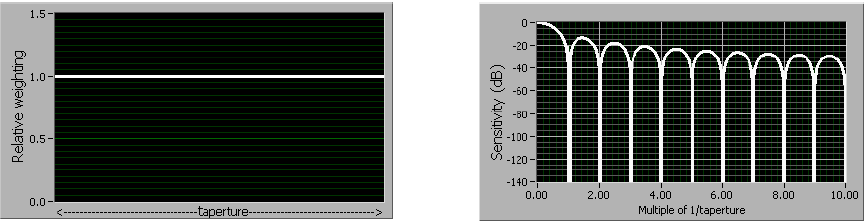 Relative weighting
1.5
1.0
0.5
0.0
<---------------------------taperture--------------------------->
Sensitivity (dB)
0
-20
-40
-60
-80
-100
-120
-140
0.00 2.00 4.00 6.00 8.00 10.00
Multiple of 1/taperture